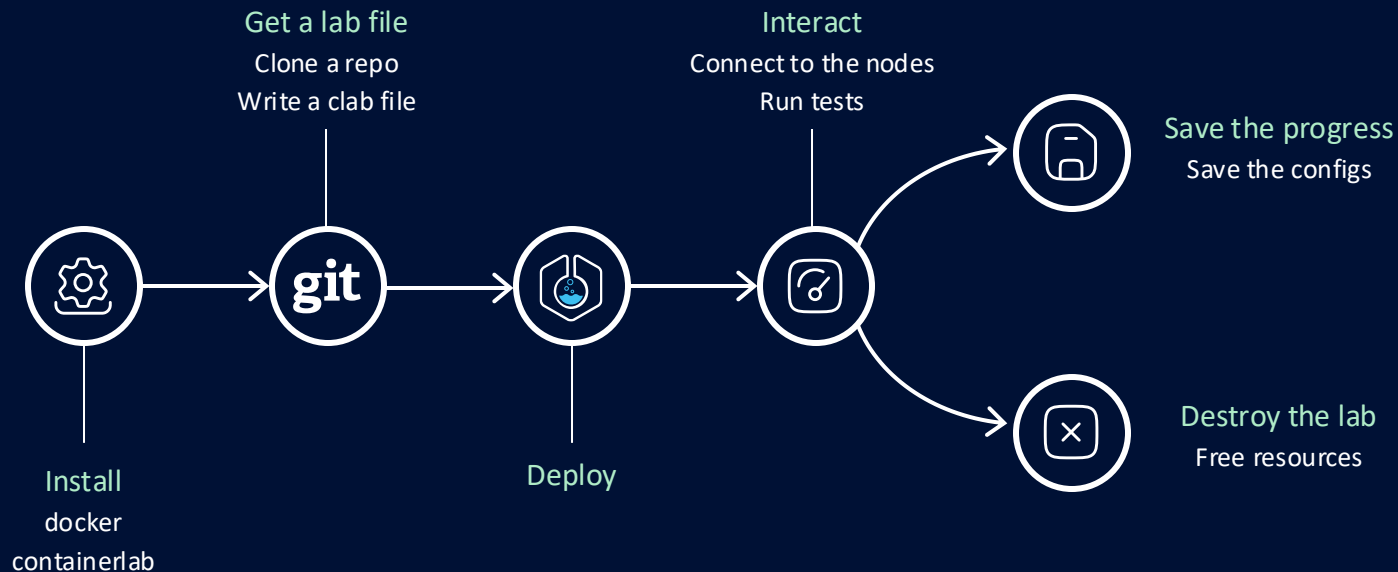 Get a lab file
Clone a repo
Write a clab file
Interact
Connect to the nodes
Run tests
Save the progress
Save the configs
git
Destroy the lab
Free resources
Install
docker
containerlab
Deploy